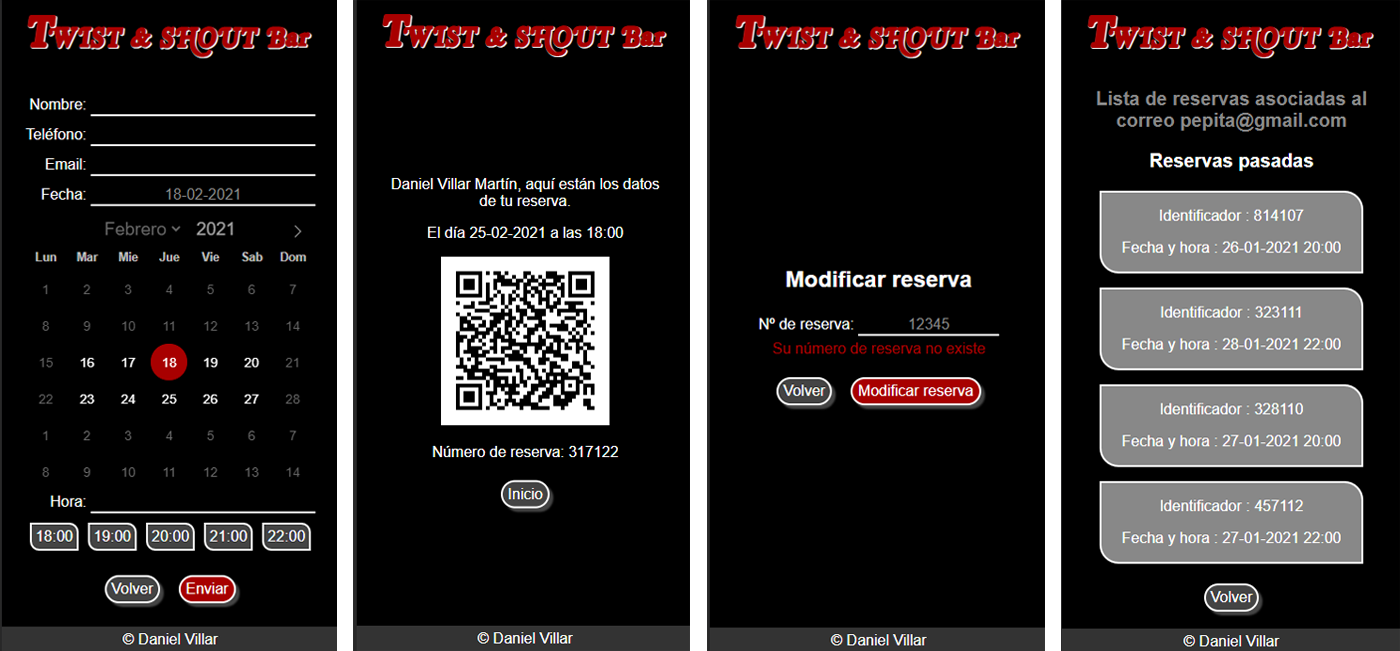 Twist & shout Bar
Nombre:
Teléfono:
Email:
Fecha: 18-02-2021
Febrero 2021
Lun Mar Mie Jue Vie Sab Dom
1 2 3 4 5 6 7
8 9 10 11 12 13 14
15 16 17 18 19 20 21
22 23 24 25 26 27 28
1 2 3 4 5 6 7
8 9 10 11 12 13 14
Hora:
18:00 19:00 20:00 21:00 22:00
Volver Enviar
© Daniel Villar
Twist & shout Bar
Daniel Villar Martín, aquí están los datos
de tu reserva.
El día 25-02-2021 a las 18:00
Número de reserva: 317122
Inicio
© Daniel Villar
Twist & shout Bar
Modificar reserva
Nº de reserva: 12345
Su número de reserva no existe
Volver Modificar reserva
© Daniel Villar
Twist & shout Bar
Lista de reservas asociadas al
correo pepita@gmail.com
Reservas pasadas
Identificador : 814107
Fecha y hora : 26-01-2021 20:00
Identificador : 323111
Fecha y hora : 28-01-2021 22:00
Identificador : 328110
Fecha y hora : 27-01-2021 20:00
Identificador : 457112
Fecha y hora : 27-01-2021 22:00
Volver
© Daniel Villar